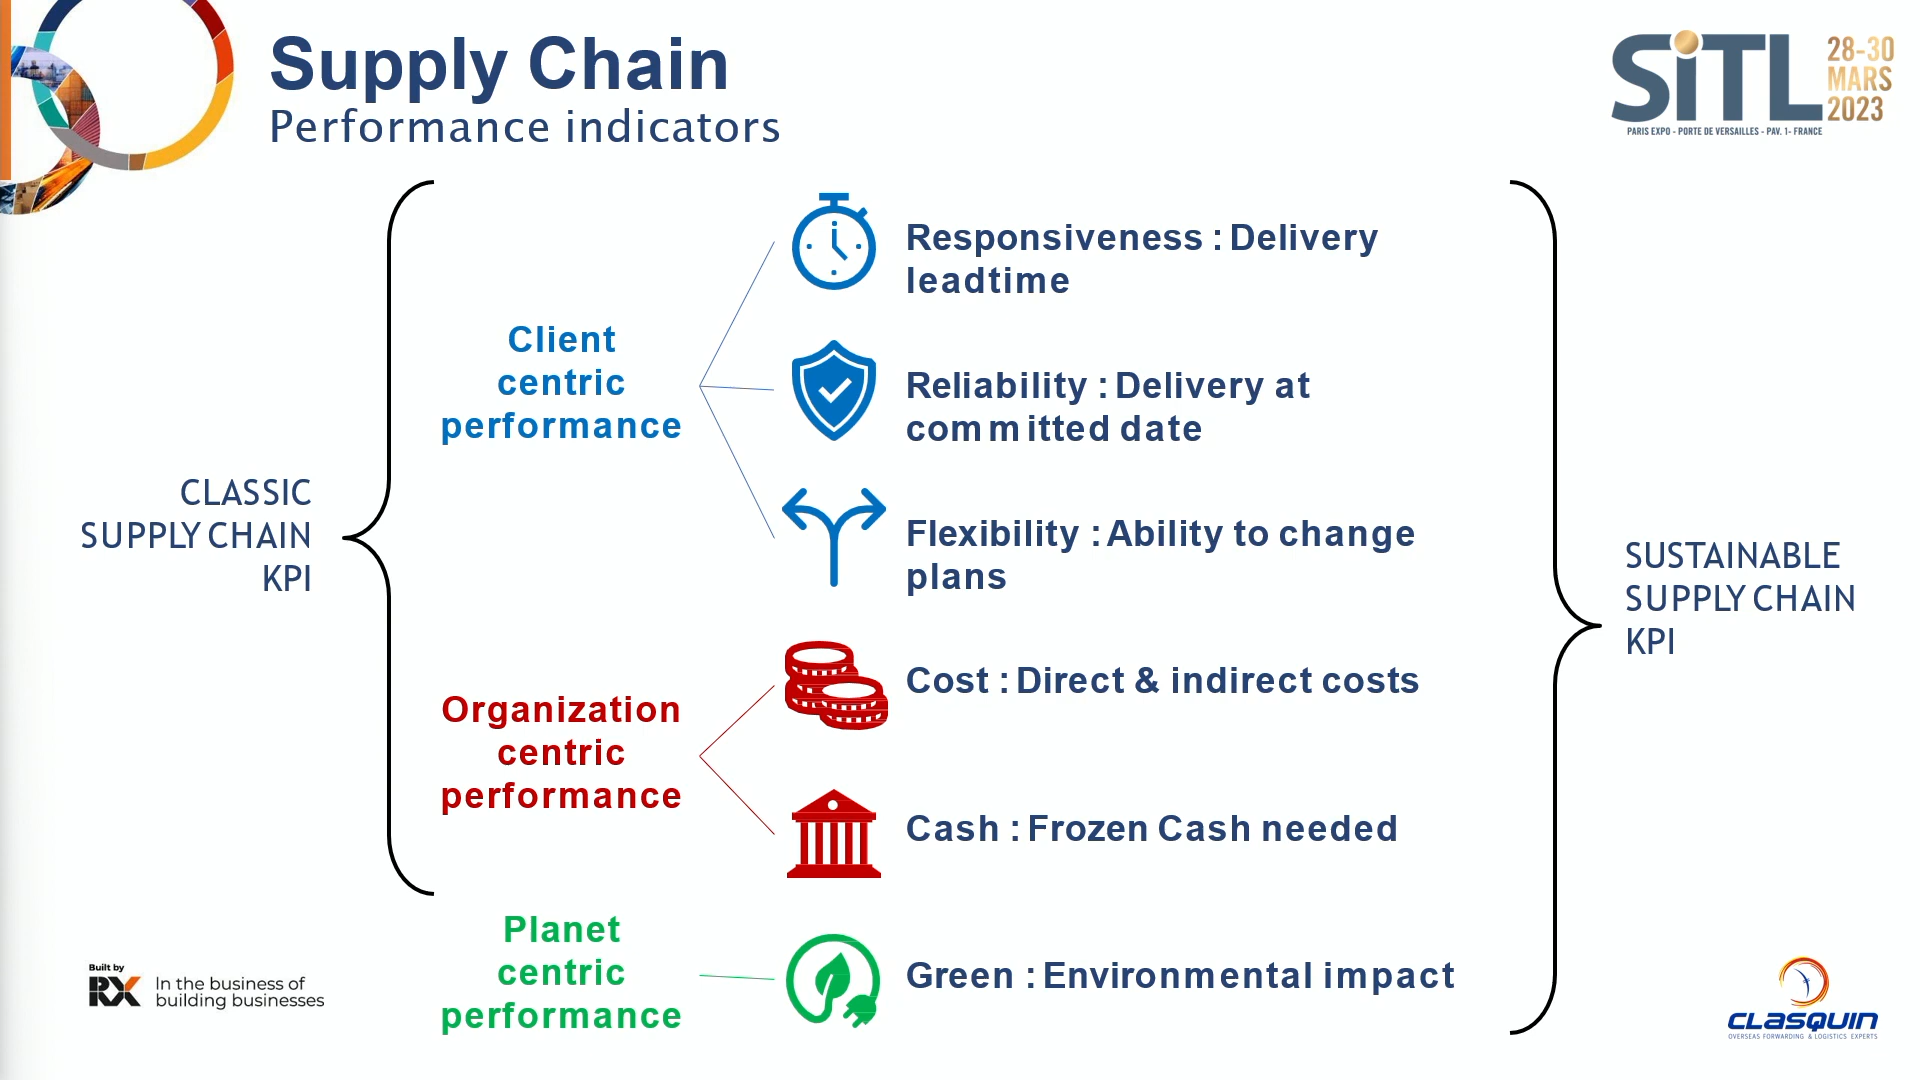 Supply Chain
Performance indicators
SiTL
28-30
MARS
2023
PARIS EXPO - PORTE DE VERSAILLES - PAV. 1- FRANCE
CLASSIC
SUPPLY CHAIN
KPI
Client
centric
performance
Responsiveness : Delivery
leadtime
Reliability : Delivery at
committed date
Flexibility : Ability to change
plans
Organization
centric
performance
Cost : Direct & indirect costs
Cash : Frozen Cash needed
Planet
centric
performance
Green : Environmental impact
SUSTAINABLE
SUPPLY CHAIN
KPI
Built by
RX
In the business of
building businesses
CLASQUIN
OVERSEAS FORWARDING & LOGISTICS EXPERTS